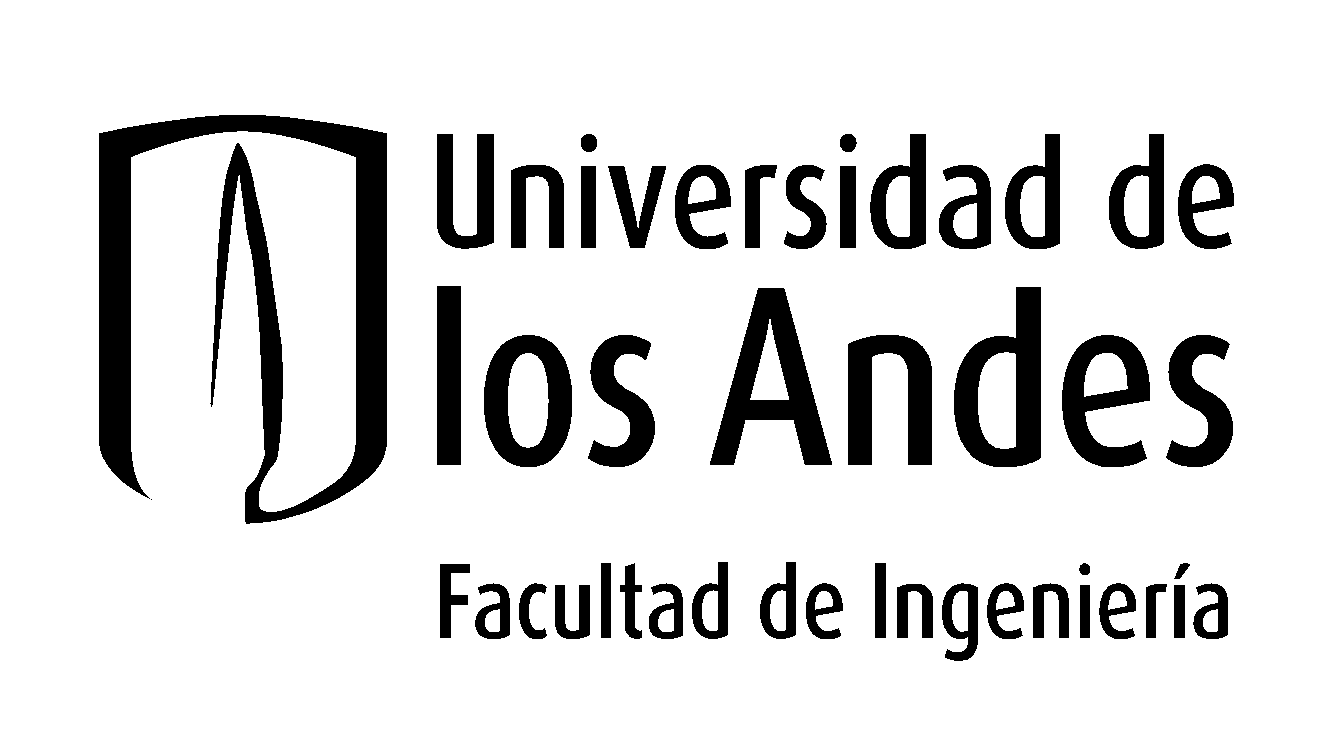 Universidad de
los Andes
Facultad de Ingeniería